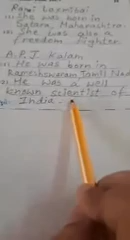 Rani Laxmibai
She was born in
Satara, Maharashtra.
She was also a
freedom fighter
A.P.J. Kalam
He was born in
Rameshwaram Tamil Nad
He was a well
known scientist of
India.